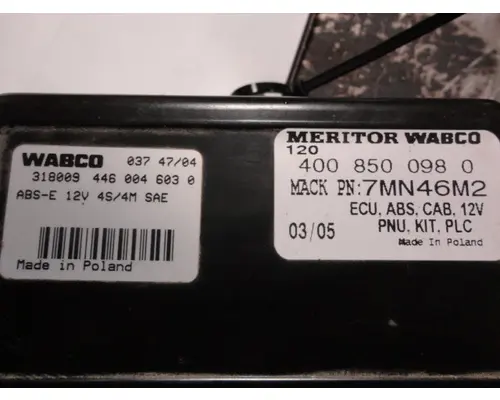 WABCO 037 47/04
318009 446 004 603 0
ABS-E 12V 4S/4M SAE
Made in Poland
MERITOR WABCO
120
400 850 098 0
MACK PN:7MN46M2
ECU, ABS, CAB, 12V
03/05 PNU, KIT, PLC
Made In Poland